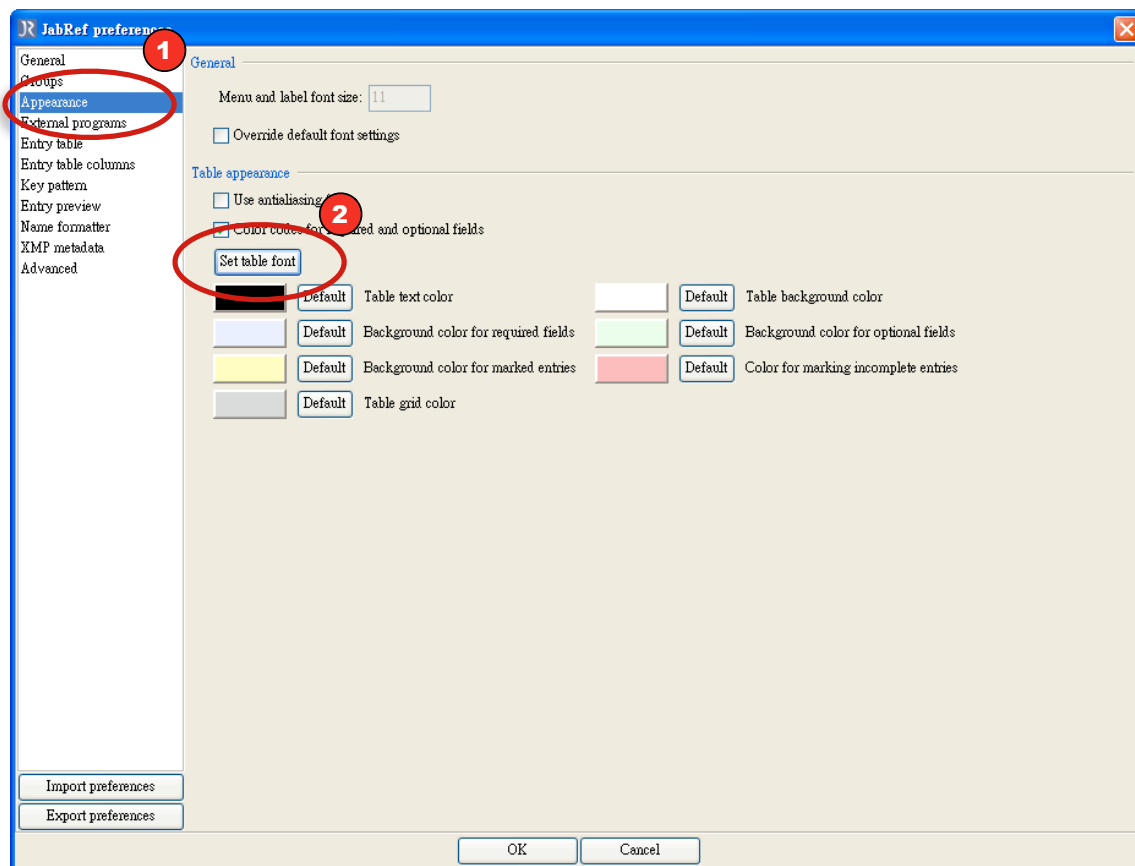 JabRef preferences
1
General
Groups
Appearance
External programs
Entry table
Entry table columns
Key pattern
Entry preview
Name formatter
XMP metadata
Advanced
Import preferences
Export preferences
General
Menu and label font size: 11
Override default font settings
Table appearance
Use antialiasing
2
Color codes for required and optional fields
Set table font
Default Table text color Default Table background color
Default Background color for required fields Default Background color for optional fields
Default Background color for marked entries Default Color for marking incomplete entries
Default Table grid color
OK Cancel